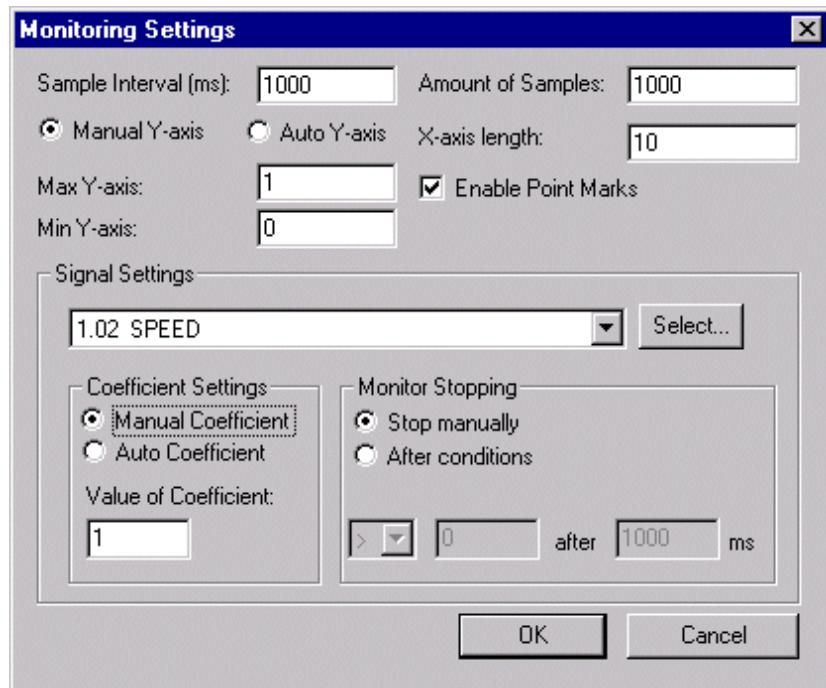 Monitoring Settings
Sample Interval (ms): 1000 Amount of Samples: 1000
Manual Y-axis Auto Y-axis X-axis length: 10
Max Y-axis: 1 Enable Point Marks
Min Y-axis: 0
Signal Settings
1.02 SPEED Select...
Coefficient Settings Monitor Stopping
Manual Coefficient Stop manually
Auto Coefficient After conditions
Value of Coefficient:
1 > 0 after 1000 ms
OK Cancel